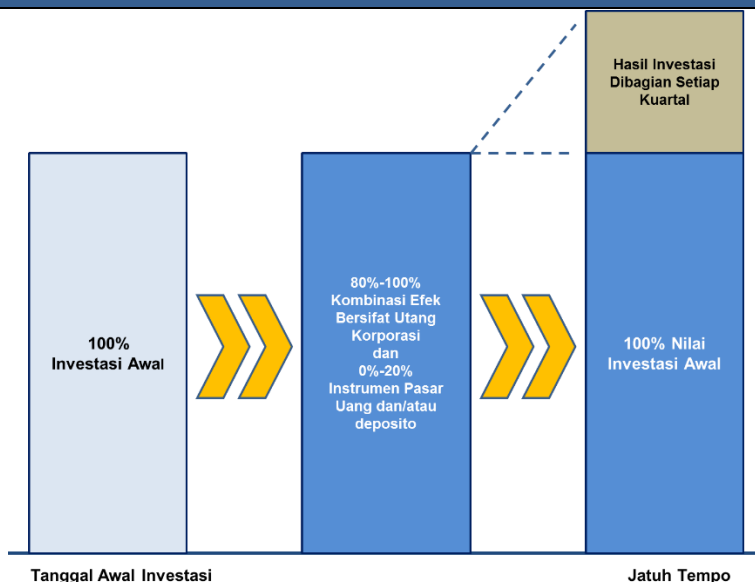 Hasil Investasi
Dibagian Setiap
Kuartal
100%
Investasi Awal
80%-100%
Kombinasi Efek
Bersifat Utang
Korporasi
dan
0%-20%
Instrumen Pasar
Uang dan/atau
deposito
100% Nilai
Investasi Awal
Tanggal Awal Investasi
Jatuh Tempo